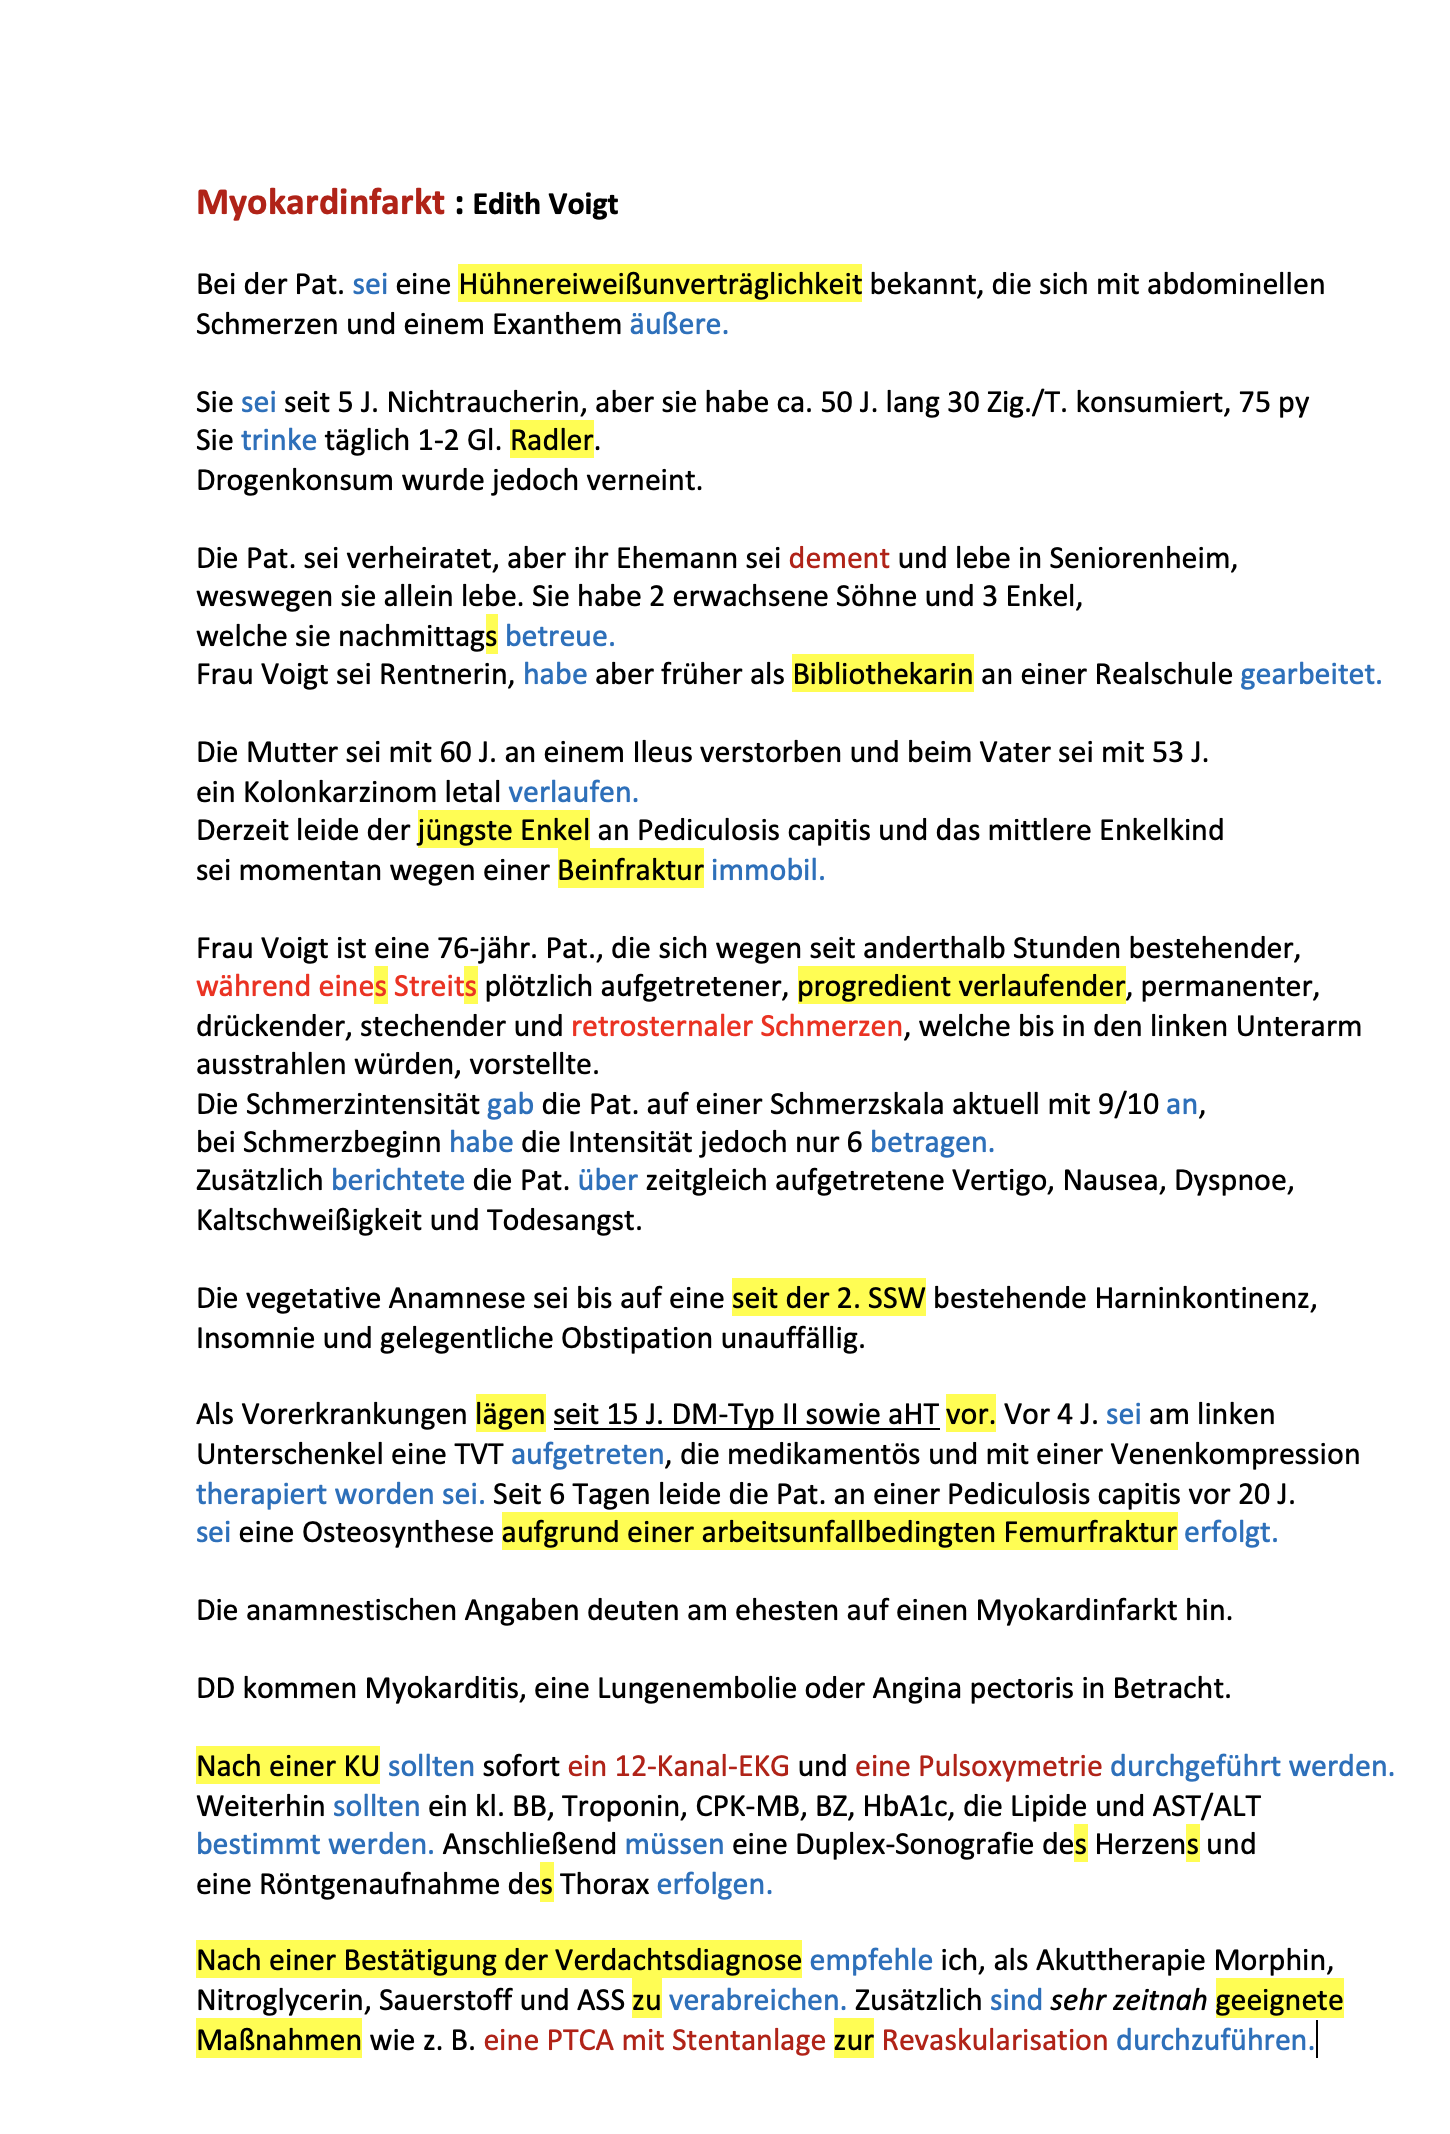 Myokardinfarkt : Edith Voigt
Bei der Pat. sei eine Hühnereiweißunverträglichkeit bekannt, die sich mit abdominellen
Schmerzen und einem Exanthem äußere.
Sie sei seit 5 J. Nichtraucherin, aber sie habe ca. 50 J. lang 30 Zig./T. konsumiert, 75 py
Sie trinke täglich 1-2 Gl. Radler.
Drogenkonsum wurde jedoch verneint.
Die Pat. sei verheiratet, aber ihr Ehemann sei dement und lebe in Seniorenheim,
weswegen sie allein lebe. Sie habe 2 erwachsene Söhne und 3 Enkel,
welche sie nachmittags betreue.
Frau Voigt sei Rentnerin, habe aber früher als Bibliothekarin an einer Realschule gearbeitet.
Die Mutter sei mit 60 J. an einem Ileus verstorben und beim Vater sei mit 53 J.
ein Kolonkarzinom letal verlaufen.
Derzeit leide der jüngste Enkel an Pediculosis capitis und das mittlere Enkelkind
sei momentan wegen einer Beinfraktur immobil.
Frau Voigt ist eine 76-jähr. Pat., die sich wegen seit anderthalb Stunden bestehender,
während eines Streits plötzlich aufgetretener, progredient verlaufender, permanenter,
drückender, stechender und retrosternaler Schmerzen, welche bis in den linken Unterarm
ausstrahlen würden, vorstellte.
Die Schmerzintensität gab die Pat. auf einer Schmerzskala aktuell mit 9/10 an,
bei Schmerzbeginn habe die Intensität jedoch nur 6 betragen.
Zusätzlich berichtete die Pat. über zeitgleich aufgetretene Vertigo, Nausea, Dyspnoe,
Kaltschweißigkeit und Todesangst.
Die vegetative Anamnese sei bis auf eine seit der 2. SSW bestehende Harninkontinenz,
Insomnie und gelegentliche Obstipation unauffällig.
Als Vorerkrankungen lägen seit 15 J. DM-Typ II sowie aHT vor. Vor 4 J. sei am linken
Unterschenkel eine TVT aufgetreten, die medikamentös und mit einer Venenkompression
therapiert worden sei. Seit 6 Tagen leide die Pat. an einer Pediculosis capitis vor 20 J.
sei eine Osteosynthese aufgrund einer arbeitsunfallbedingten Femurfraktur erfolgt.
Die anamnestischen Angaben deuten am ehesten auf einen Myokardinfarkt hin.
DD kommen Myokarditis, eine Lungenembolie oder Angina pectoris in Betracht.
Nach einer KU sollten sofort ein 12-Kanal-EKG und eine Pulsoxymetrie durchgeführt werden.
Weiterhin sollten ein kl. BB, Troponin, CPK-MB, BZ, HbA1c, die Lipide und AST/ALT
bestimmt werden. Anschließend müssen eine Duplex-Sonografie des Herzens und
eine Röntgenaufnahme des Thorax erfolgen.
Nach einer Bestätigung der Verdachtsdiagnose empfehle ich, als Akuttherapie Morphin,
Nitroglycerin, Sauerstoff und ASS zu verabreichen. Zusätzlich sind sehr zeitnah geeignete
Maßnahmen wie z. B. eine PTCA mit Stentanlage zur Revaskularisation durchzuführen.